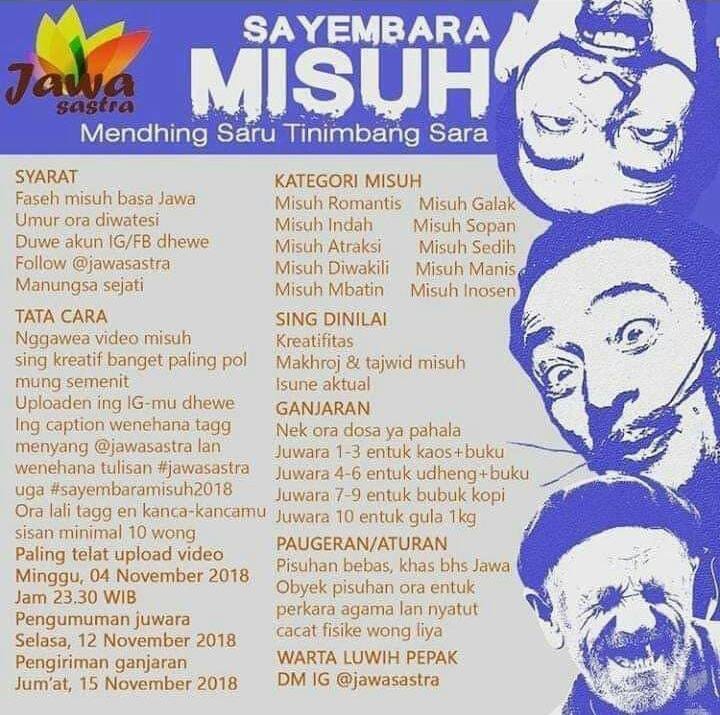 Jawa
sastra
SAYEMBARA
MISUH
Mendhing Saru Tinimbang Sara
SYARAT
Faseh misuh basa Jawa
Umur ora diwatesi
Duwe akun IG/FB dhewe
Follow @jawasastra
Manungsa sejati
TATA CARA
Nggawea video misuh
sing kreatif banget paling pol
mung semenit
Uploaden ing IG-mu dhewe
Ing caption wenehana tagg
menyang @jawasastra lan
wenehana tulisan #jawasastra
uga #sayembaramisuh2018
Ora lali tagg en kanca-kancamu
sisan minimal 10 wong
Paling telat upload video
Minggu, 04 November 2018
Jam 23.30 WIB
Pengumuman juwara
Selasa, 12 November 2018
Pengiriman ganjaran
Jum'at, 15 November 2018
KATEGORI MISUH
Misuh Romantis Misuh Galak
Misuh Indah Misuh Sopan
Misuh Atraksi Misuh Sedih
Misuh Diwakili Misuh Manis
Misuh Mbatin Misuh Inosen
SING DINILAI
Kreatifitas
Makhroj & tajwid misuh
Isune aktual
GANJARAN
Nek ora dosa ya pahala
Juwara 1-3 entuk kaos+buku
Juwara 4-6 entuk udheng+buku
Juwara 7-9 entuk bubuk kopi
Juwara 10 entuk gula 1kg
PAUGERAN/ATURAN
Pisuhan bebas, khas bhs Jawa
Obyek pisuhan ora entuk
perkara agama lan nyatut
cacat fisike wong liya
WARTA LUWIH PEPAK
DM IG @jawasastra